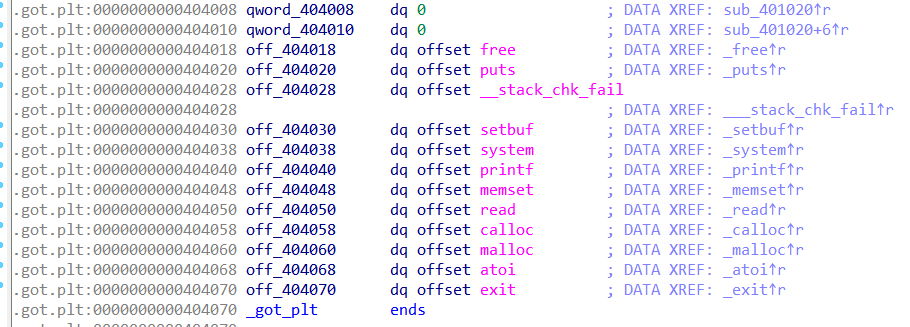 .got.plt:0000000000404008 qword_404008 dq 0 ; DATA XREF: sub_401020↑r
.got.plt:0000000000404010 qword_404010 dq 0 ; DATA XREF: sub_401020+6↑r
.got.plt:0000000000404018 off_404018 dq offset free ; DATA XREF: _free↑r
.got.plt:0000000000404020 off_404020 dq offset puts ; DATA XREF: _puts↑r
.got.plt:0000000000404028 off_404028 dq offset __stack_chk_fail
.got.plt:0000000000404028 ; DATA XREF: ___stack_chk_fail↑r
.got.plt:0000000000404030 off_404030 dq offset setbuf ; DATA XREF: _setbuf↑r
.got.plt:0000000000404038 off_404038 dq offset system ; DATA XREF: _system↑r
.got.plt:0000000000404040 off_404040 dq offset printf ; DATA XREF: _printf↑r
.got.plt:0000000000404048 off_404048 dq offset memset ; DATA XREF: _memset↑r
.got.plt:0000000000404050 off_404050 dq offset read ; DATA XREF: _read↑r
.got.plt:0000000000404058 off_404058 dq offset calloc ; DATA XREF: _calloc↑r
.got.plt:0000000000404060 off_404060 dq offset malloc ; DATA XREF: _malloc↑r
.got.plt:0000000000404068 off_404068 dq offset atoi ; DATA XREF: _atoi↑r
.got.plt:0000000000404070 off_404070 dq offset exit ; DATA XREF: _exit↑r
.got.plt:0000000000404070 _got_plt ends